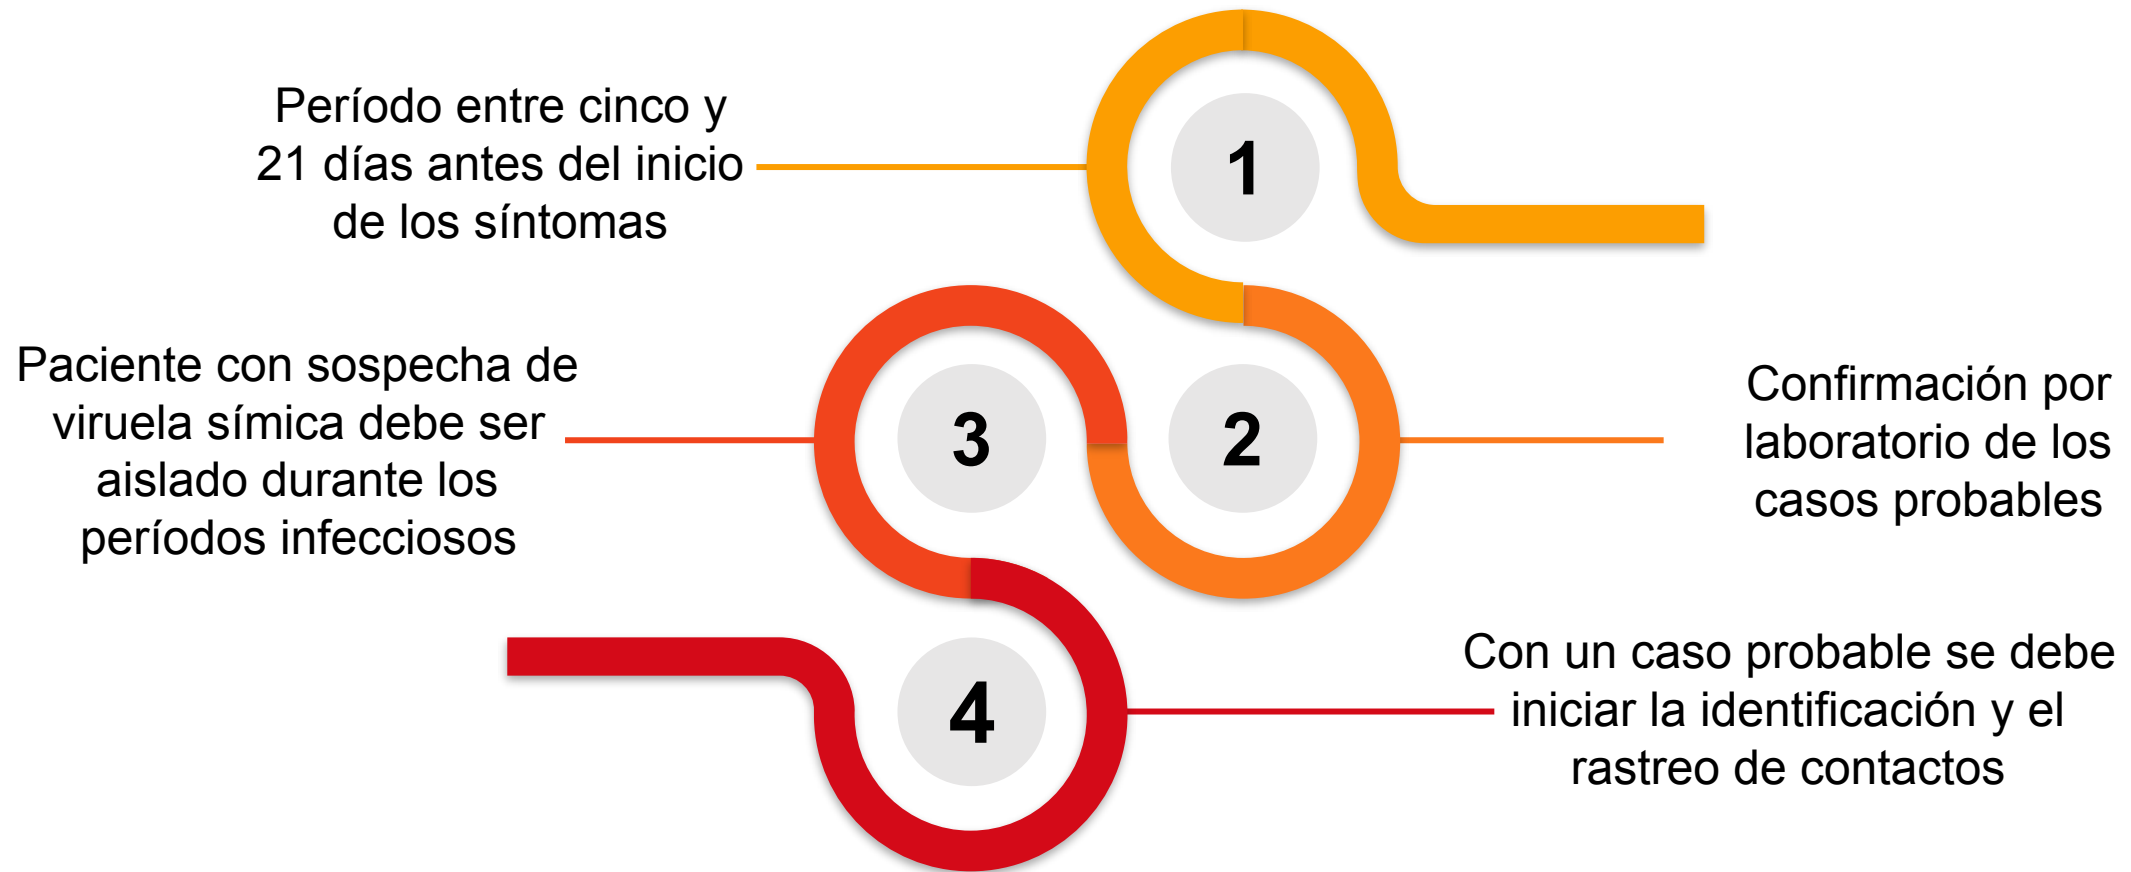 Período entre cinco y
21 días antes del inicio
de los síntomas
1
Paciente con sospecha de
viruela símica debe ser
aislado durante los
períodos infecciosos
3
2
Confirmación por
laboratorio de los
casos probables
4
Con un caso probable se debe
iniciar la identificación y el
rastreo de contactos